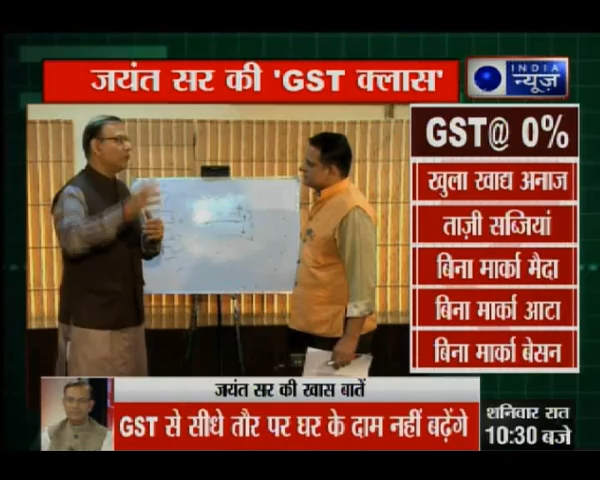 जयंत सर की 'GST क्लास'
INDIA
न्यूज़
GST@ 0%
खुला खाद्य अनाज
ताज़ी सब्जियां
बिना मार्का मैदा
बिना मार्का आटा
बिना मार्का बेसन
जयंत सर की खास बातें
GST से सीधे तौर पर घर के दाम नहीं बढ़ेंगे
शनिवार रात
10:30 बजे